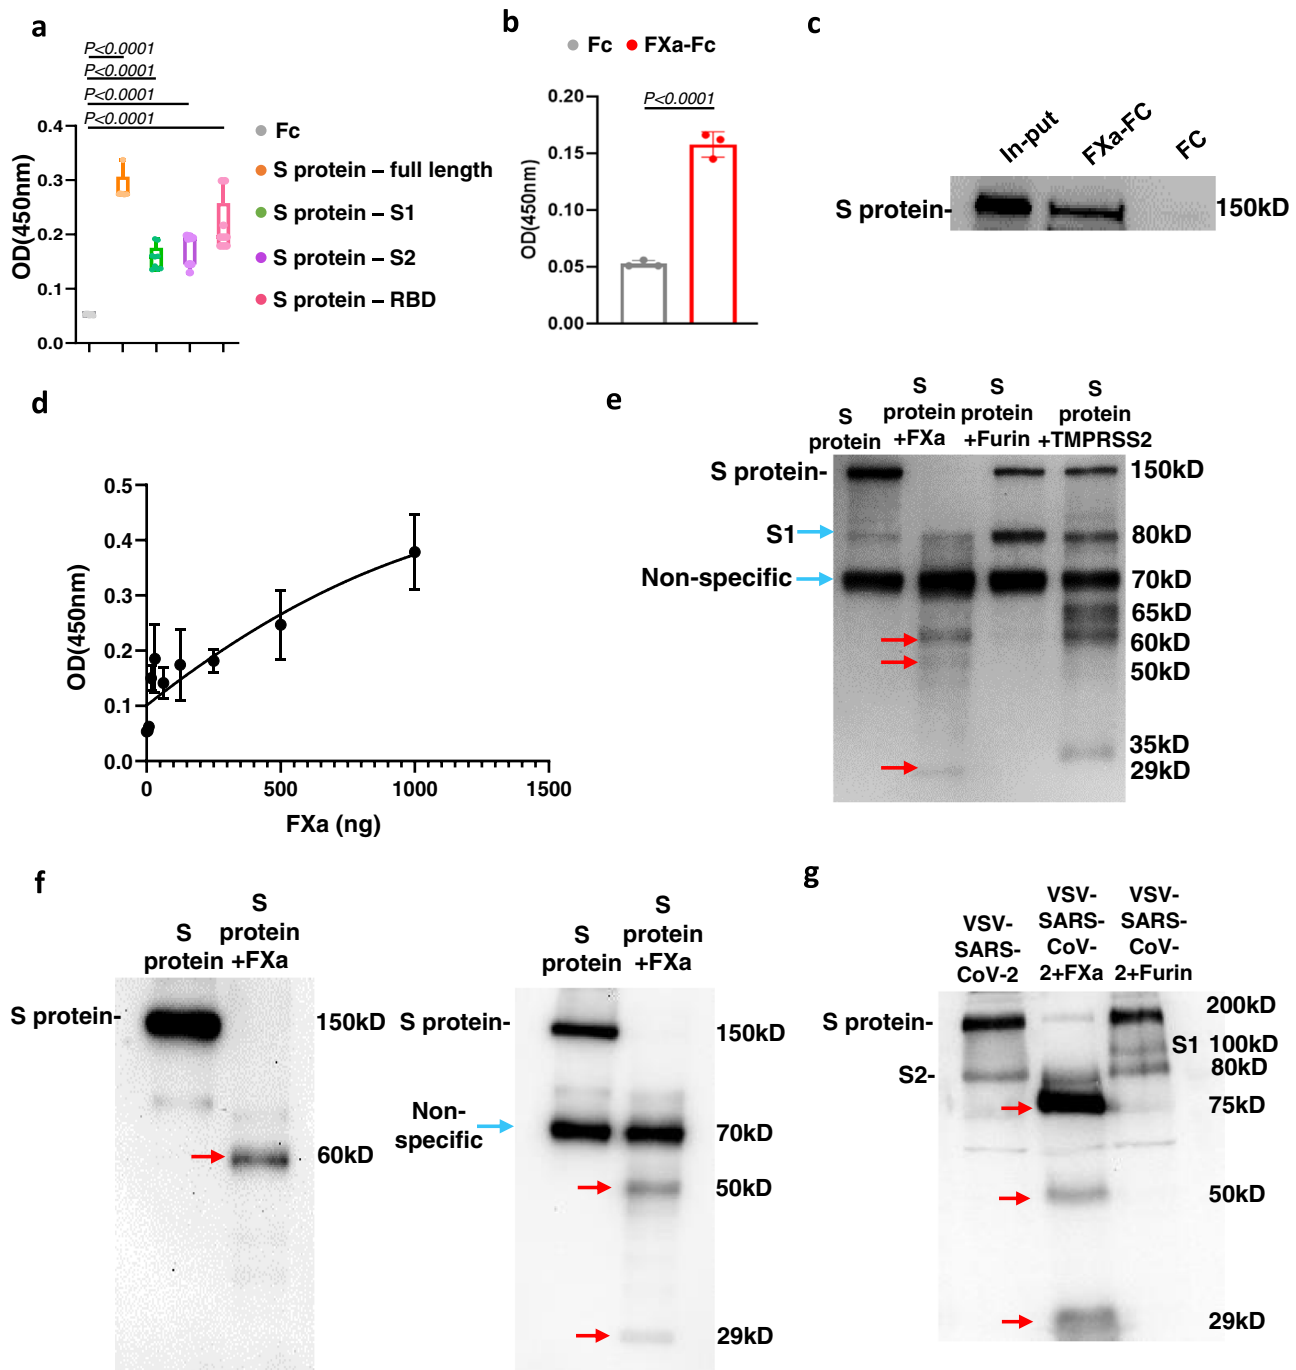 a
P<0.0001
P<0.0001
P<0.0001
P<0.0001
OD(450nm)
0.4
0.3
0.2
0.1
0.0
Fc
S protein – full length
S protein – S1
S protein – S2
S protein – RBD
b
Fc FXa-Fc
P<0.0001
OD(450nm)
0.20
0.15
0.10
0.05
0.00
c
In-put FXa-FC FC
S protein- 150kD
d
OD(450nm)
0.5
0.4
0.3
0.2
0.1
0.0
0 500 1000 1500
FXa (ng)
e
S
protein
S
protein
+FXa
S
protein
+Furin
S
protein
+TMPRSS2
S protein- 150kD
S1 80kD
Non-specific 70kD
65kD
60kD
50kD
35kD
29kD
f
S
protein
S
protein
+FXa
S protein- 150kD
60kD
S
protein
S
protein
+FXa
S protein- 150kD
Non-
specific
70kD
50kD
29kD
g
VSV-
SARS-
CoV-2
VSV-
SARS-
CoV-
2+FXa
VSV-
SARS-
CoV-
2+Furin
S protein- 200kD
S1 100kD
S2- 80kD
75kD
50kD
29kD